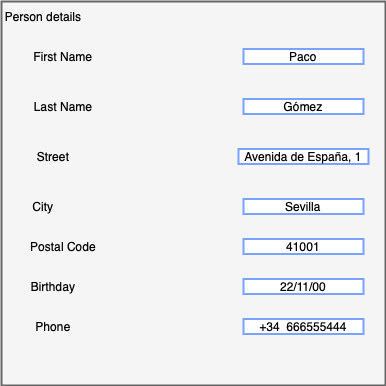 Person details
First Name Paco
Last Name Gómez
Street Avenida de España, 1
City Sevilla
Postal Code 41001
Birthday 22/11/00
Phone +34 666555444